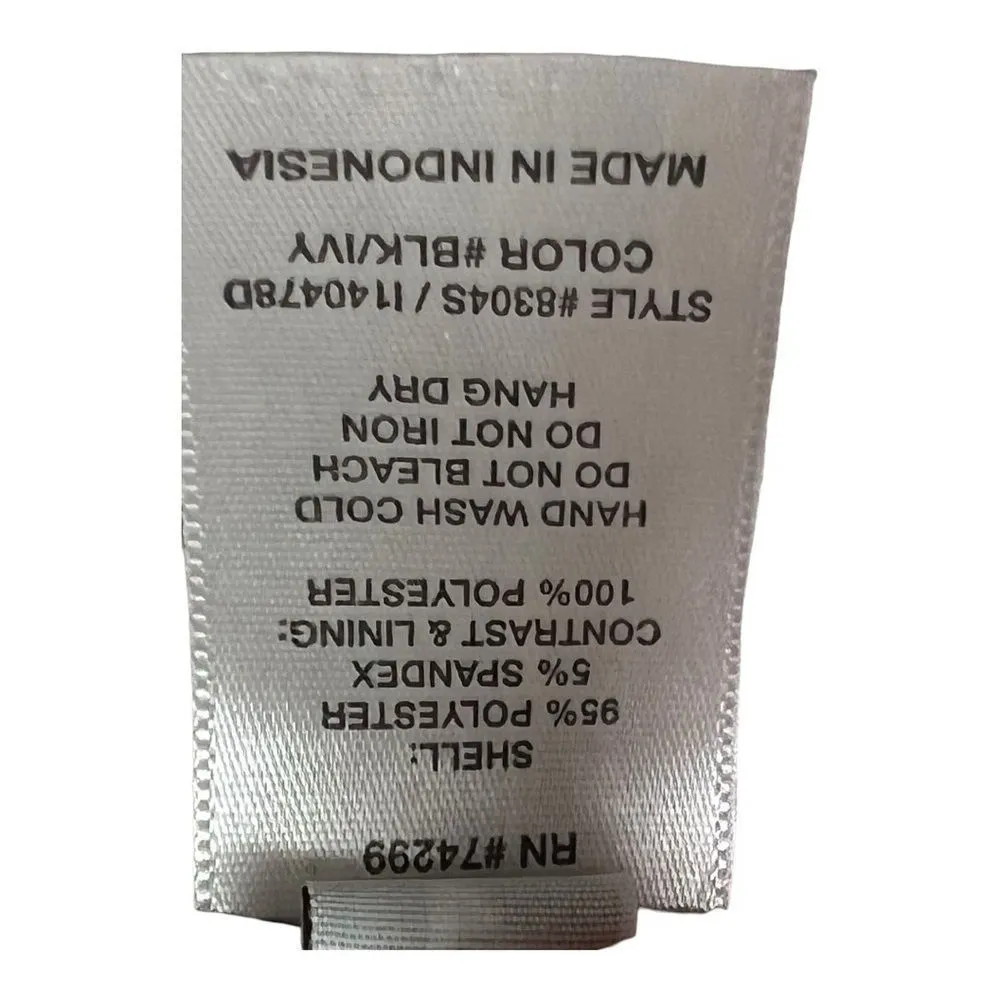 RN #74299
SHELL:
95% POLYESTER
5% SPANDEX
CONTRAST & LINING:
100% POLYESTER
HAND WASH COLD
DO NOT BLEACH
DO NOT IRON
HANG DRY
STYLE #8304S / I140478D
COLOR #BLK/IVY
MADE IN INDONESIA